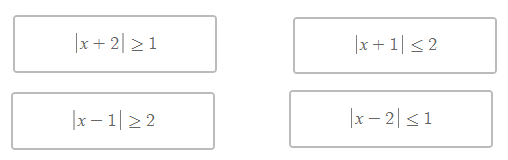 |x + 2| ≥ 1
|x + 1| ≤ 2
|x − 1| ≥ 2
|x − 2| ≤ 1